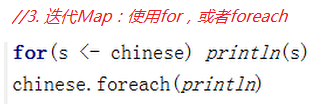 //3. 迭代Map：使用for，或者foreach
for(s <- chinese) println(s)
chinese.foreach(println)